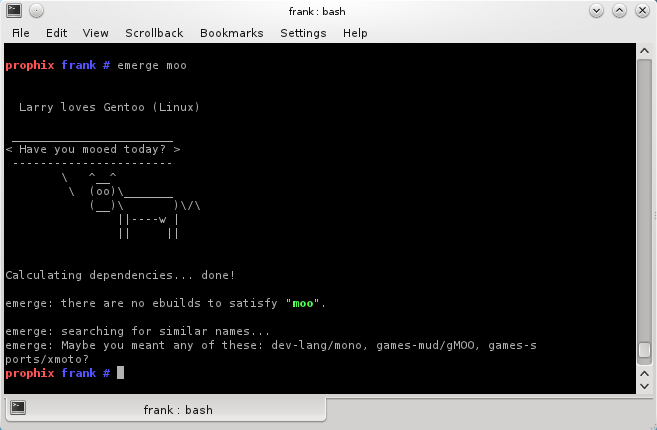 frank : bash
File Edit View Scrollback Bookmarks Settings Help
prophix frank # emerge moo
Larry loves Gentoo (Linux)
 _______________________
< Have you mooed today? >
 -----------------------
        \   ^__^
         \  (oo)\_______
            (__)\       )\/\
                ||----w |
                ||     ||
Calculating dependencies... done!
emerge: there are no ebuilds to satisfy "moo".
emerge: searching for similar names...
emerge: Maybe you meant any of these: dev-lang/mono, games-mud/gMOO, games-s
ports/xmoto?
prophix frank #
frank : bash